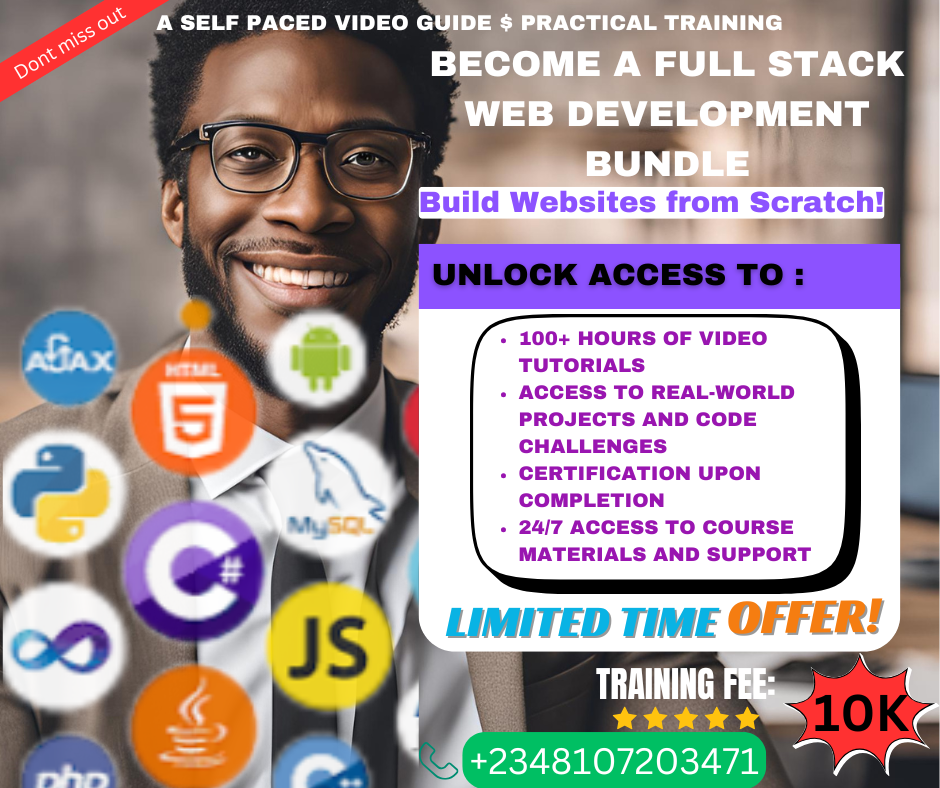 Dont miss out
A SELF PACED VIDEO GUIDE $ PRACTICAL TRAINING
BECOME A FULL STACK
WEB DEVELOPMENT
BUNDLE
Build Websites from Scratch!
UNLOCK ACCESS TO :
100+ HOURS OF VIDEO
TUTORIALS
ACCESS TO REAL-WORLD
PROJECTS AND CODE
CHALLENGES
CERTIFICATION UPON
COMPLETION
24/7 ACCESS TO COURSE
MATERIALS AND SUPPORT
LIMITED TIME OFFER!
TRAINING FEE:
10K
+2348107203471
AJAX
HTML
5
MySQL
C#
JS
php
C++